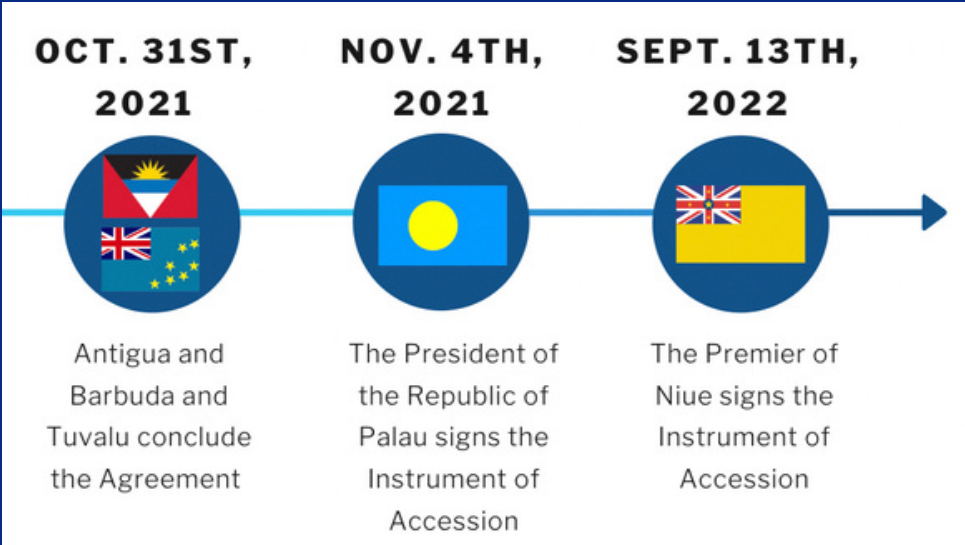 OCT. 31ST,
2021
Antigua and
Barbuda and
Tuvalu conclude
the Agreement
NOV. 4TH,
2021
The President of
the Republic of
Palau signs the
Instrument of
Accession
SEPT. 13TH,
2022
The Premier of
Niue signs the
Instrument of
Accession